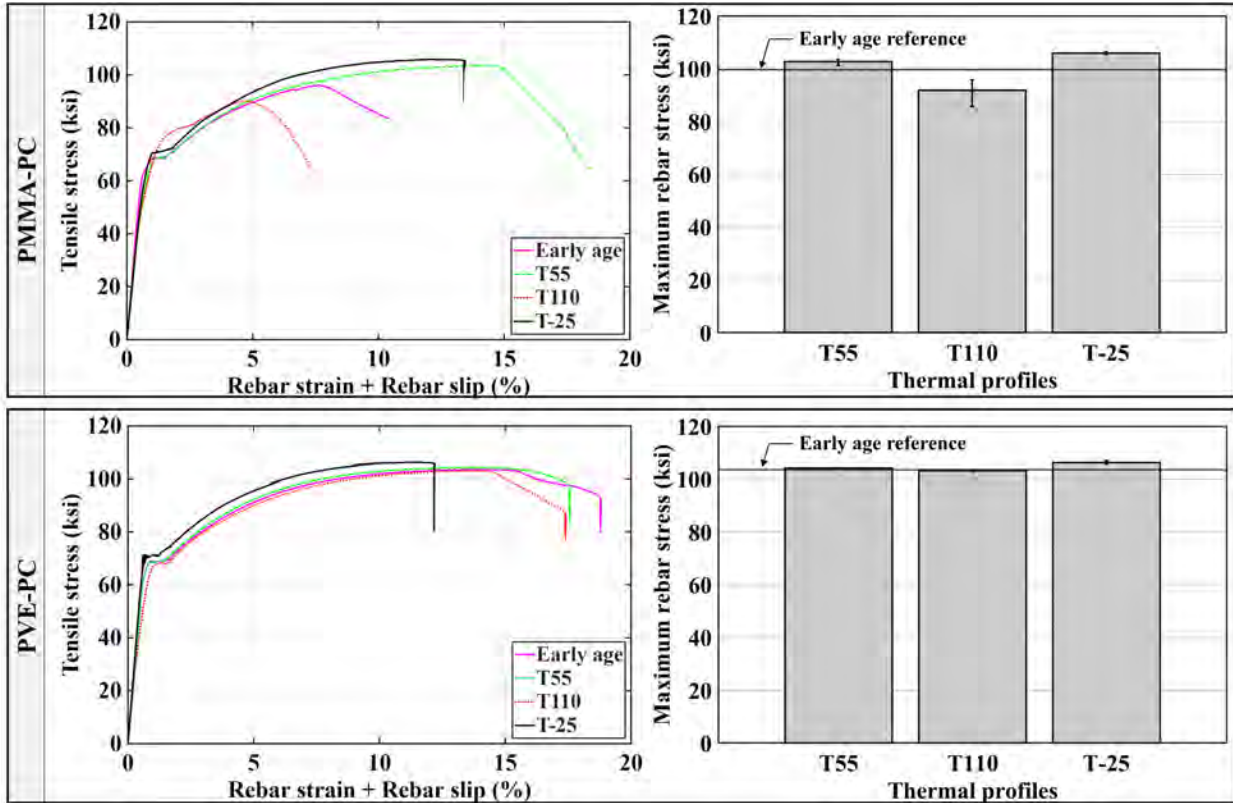 PMMA-PC
Tensile stress (ksi)
120
100
80
60
40
20
0
Early age
T55
T110
T-25
0 5 10 15 20
Rebar strain + Rebar slip (%)
Maximum rebar stress (ksi)
120
100
80
60
40
20
0
Early age reference
T55 T110 T-25
Thermal profiles
PVE-PC
Tensile stress (ksi)
120
100
80
60
40
20
0
Early age
T55
T110
T-25
0 5 10 15 20
Rebar strain + Rebar slip (%)
Maximum rebar stress (ksi)
120
100
80
60
40
20
0
Early age reference
T55 T110 T-25
Thermal profiles